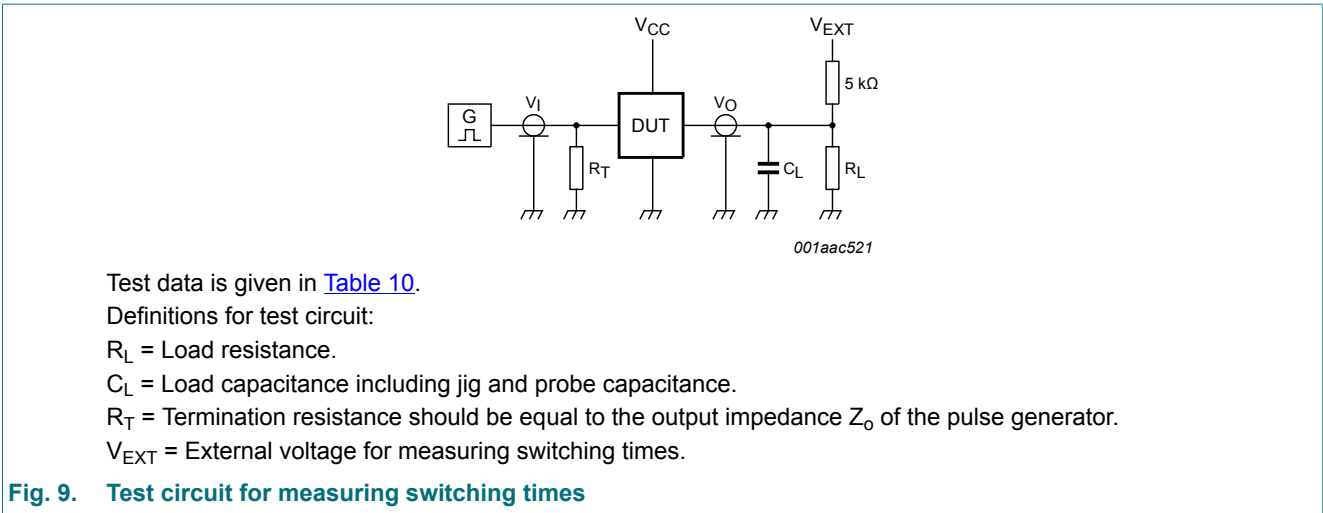 VCC
VEXT
5 kΩ
G
VI
DUT
VO
RT
CL
RL
001aac521
Test data is given in Table 10.
Definitions for test circuit:
RL = Load resistance.
CL = Load capacitance including jig and probe capacitance.
RT = Termination resistance should be equal to the output impedance Zo of the pulse generator.
VEXT = External voltage for measuring switching times.
Fig. 9. Test circuit for measuring switching times